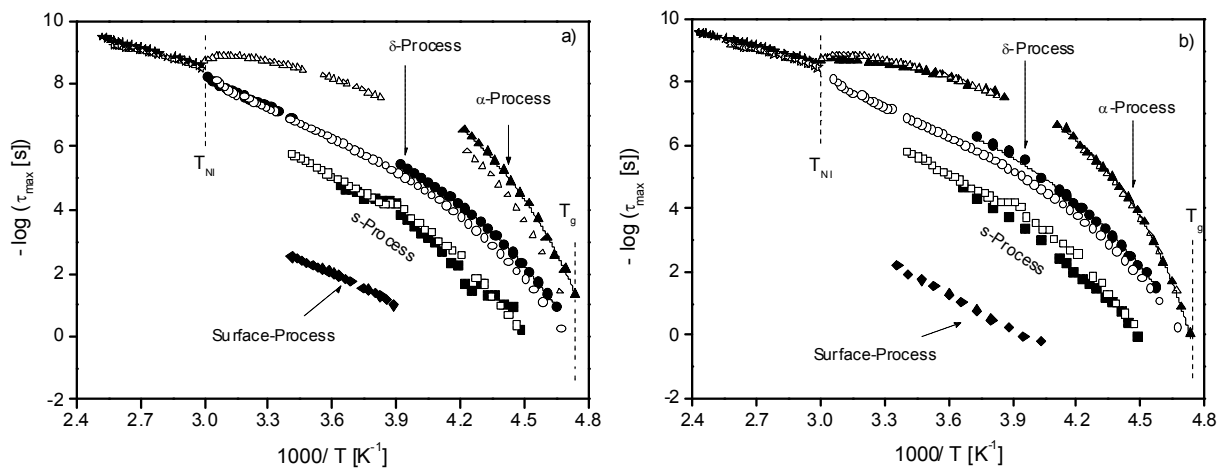 10
8
6
4
2
0
-2
2.4
2.7
3.0
3.3
3.6
3.9
4.2
4.5
4.8
1000/ T [K⁻¹]
- log (τmax [s])
a)
δ-Process
α-Process
TNI
Tg
s-Process
Surface-Process
10
8
6
4
2
0
-2
2.4
2.7
3.0
3.3
3.6
3.9
4.2
4.5
4.8
1000/ T [K⁻¹]
- log (τmax [s])
b)
δ-Process
α-Process
TNI
Tg
s-Process
Surface-Process